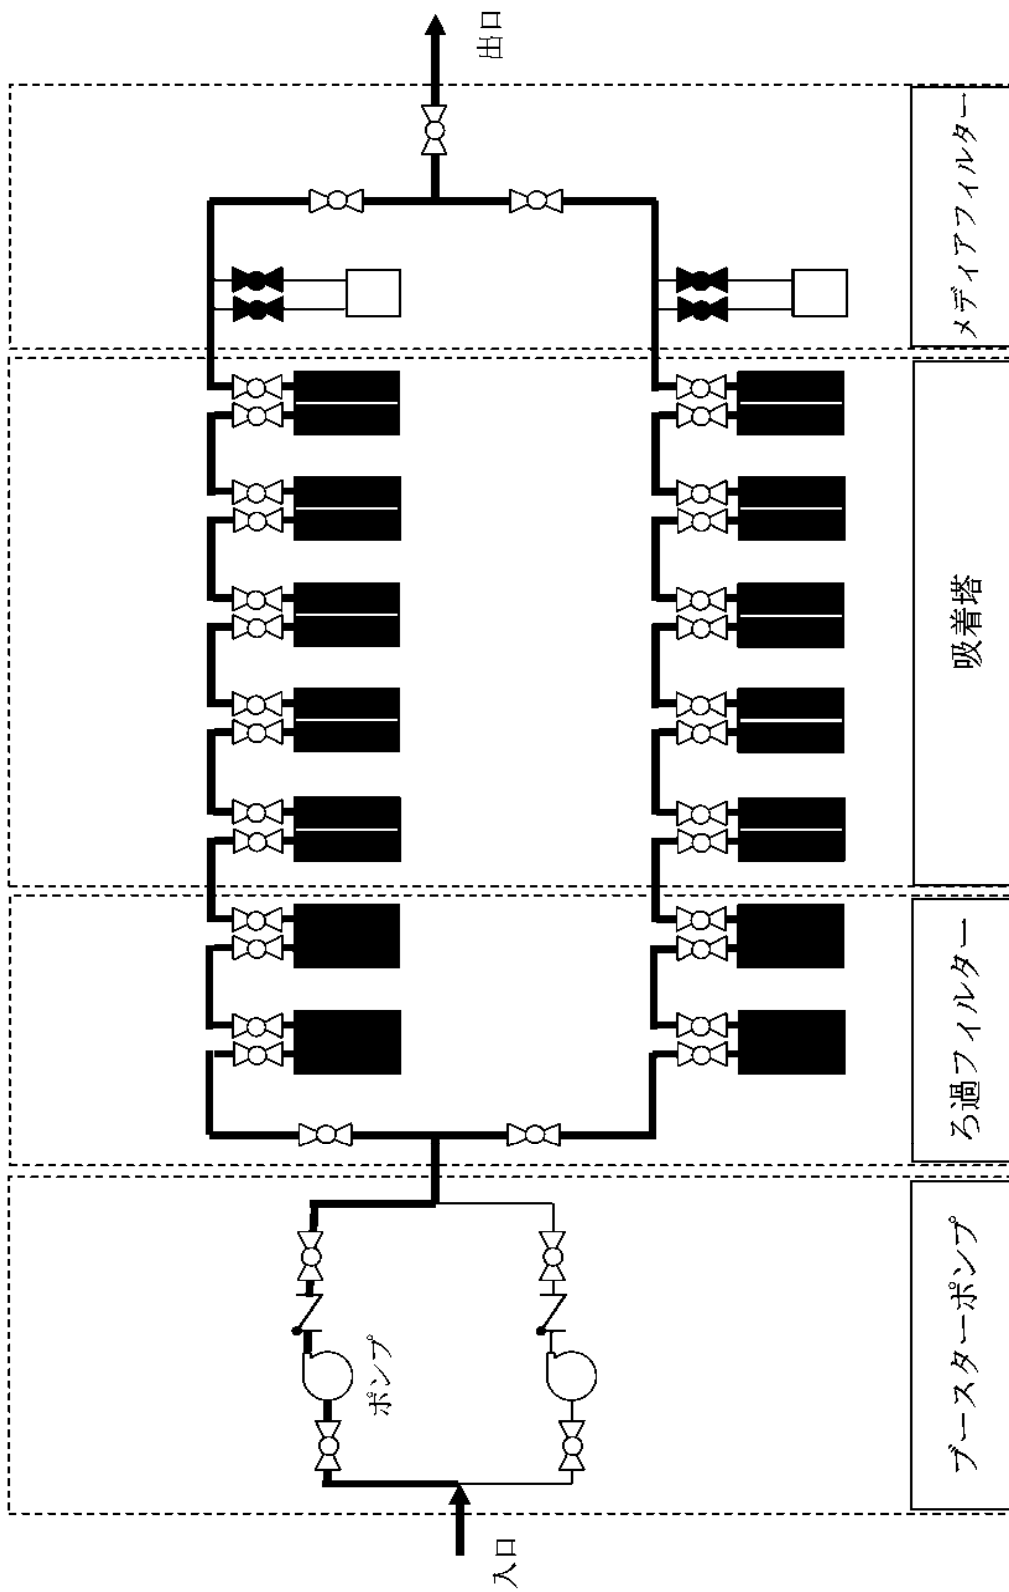 入口
ポンプ
出口
ブースターポンプ
ろ過フィルター
吸着塔
メディアフィルター